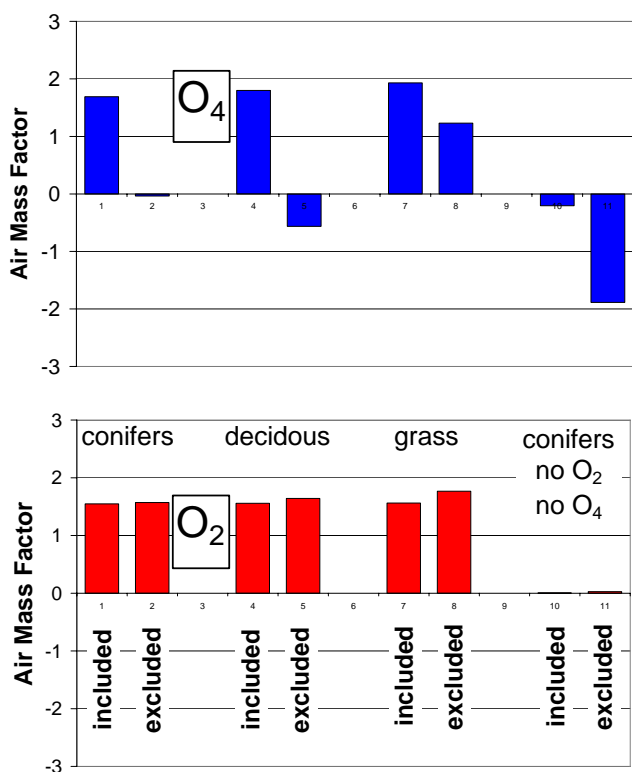 3
2
1
0
-1
-2
-3
Air Mass Factor
O₄
1 2 3 4 5 6 7 8 9 10 11
3
2
1
0
-1
-2
-3
Air Mass Factor
conifers decidous grass conifers
no O₂
no O₄
O₂
1 2 3 4 5 6 7 8 9 10 11
included excluded included excluded included excluded included excluded